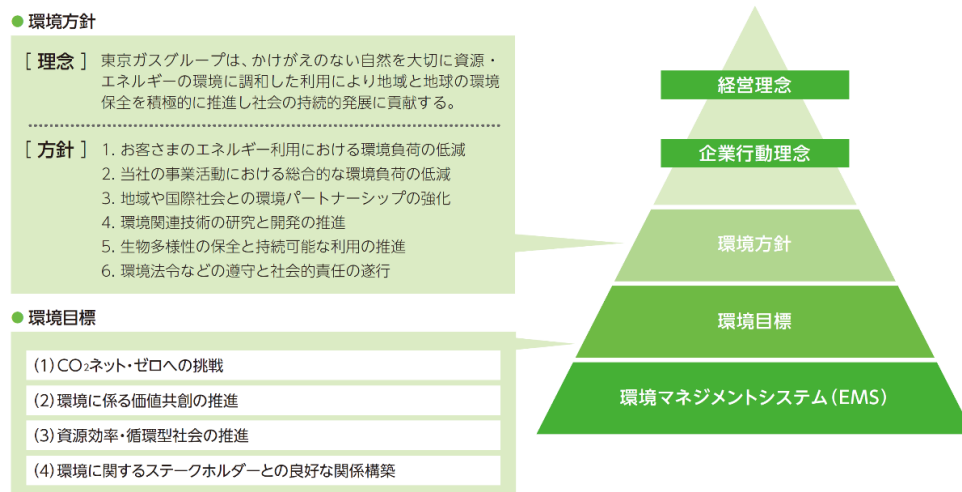 ● 環境方針
［ 理念 ］ 東京ガスグループは、かけがえのない自然を大切に資源・
エネルギーの環境に調和した利用により地域と地球の環境
保全を積極的に推進し社会の持続的発展に貢献する。
［ 方針 ］ 1. お客さまのエネルギー利用における環境負荷の低減
2. 当社の事業活動における総合的な環境負荷の低減
3. 地域や国際社会との環境パートナーシップの強化
4. 環境関連技術の研究と開発の推進
5. 生物多様性の保全と持続可能な利用の推進
6. 環境法令などの遵守と社会的責任の遂行
● 環境目標
(1)CO₂ネット・ゼロへの挑戦
(2)環境に係る価値共創の推進
(3)資源効率・循環型社会の推進
(4)環境に関するステークホルダーとの良好な関係構築
経営理念
企業行動理念
環境方針
環境目標
環境マネジメントシステム(EMS)